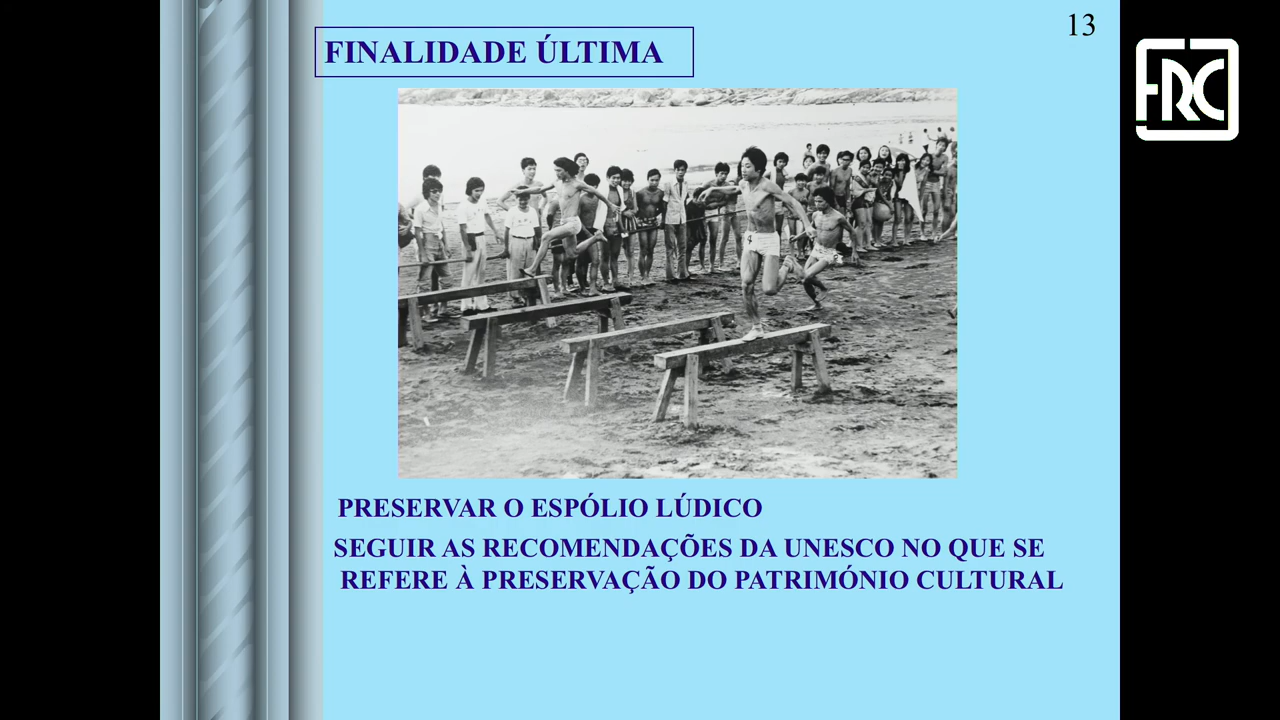 13
FINALIDADE ÚLTIMA
FRC
4
PRESERVAR O ESPÓLIO LÚDICO
SEGUIR AS RECOMENDAÇÕES DA UNESCO NO QUE SE
REFERE À PRESERVAÇÃO DO PATRIMÓNIO CULTURAL